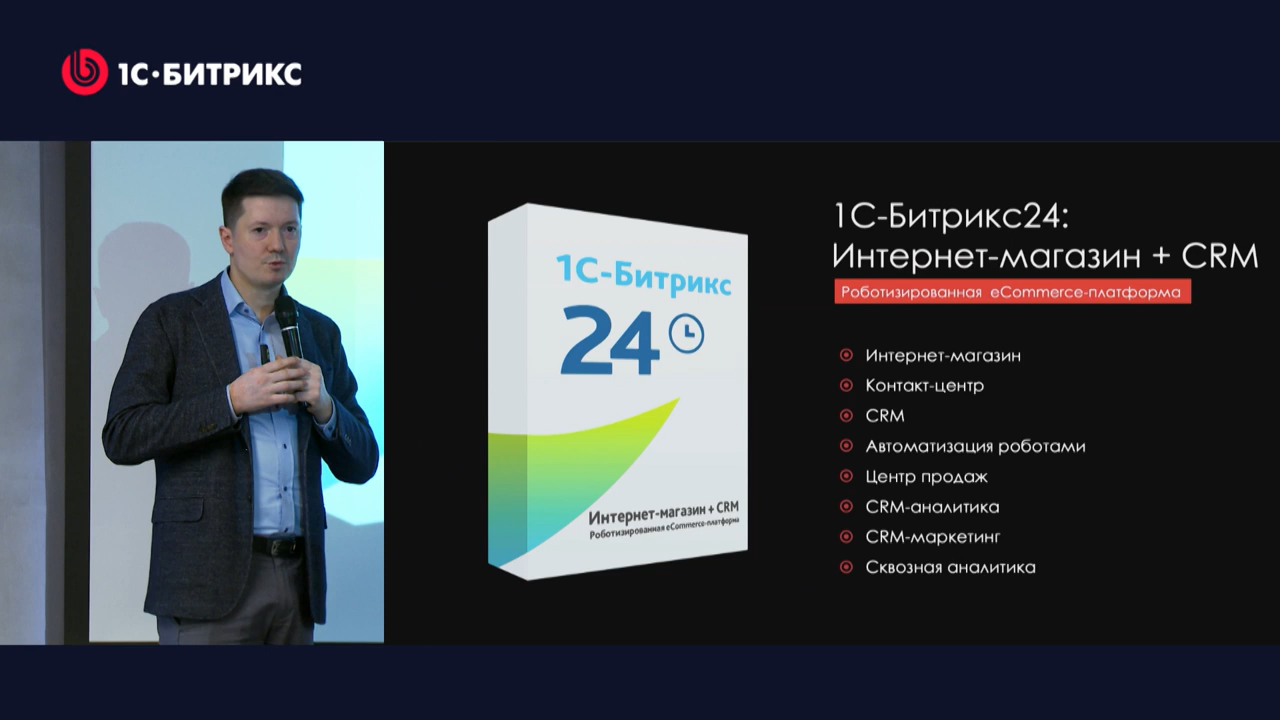 1С·БИТРИКС
1С-Битрикс
24
Интернет-магазин + CRM
Роботизированная eCommerce-платформа
1С-Битрикс24:
Интернет-магазин + CRM
Роботизированная eCommerce-платформа
Интернет-магазин
Контакт-центр
CRM
Автоматизация роботами
Центр продаж
CRM-аналитика
CRM-маркетинг
Сквозная аналитика